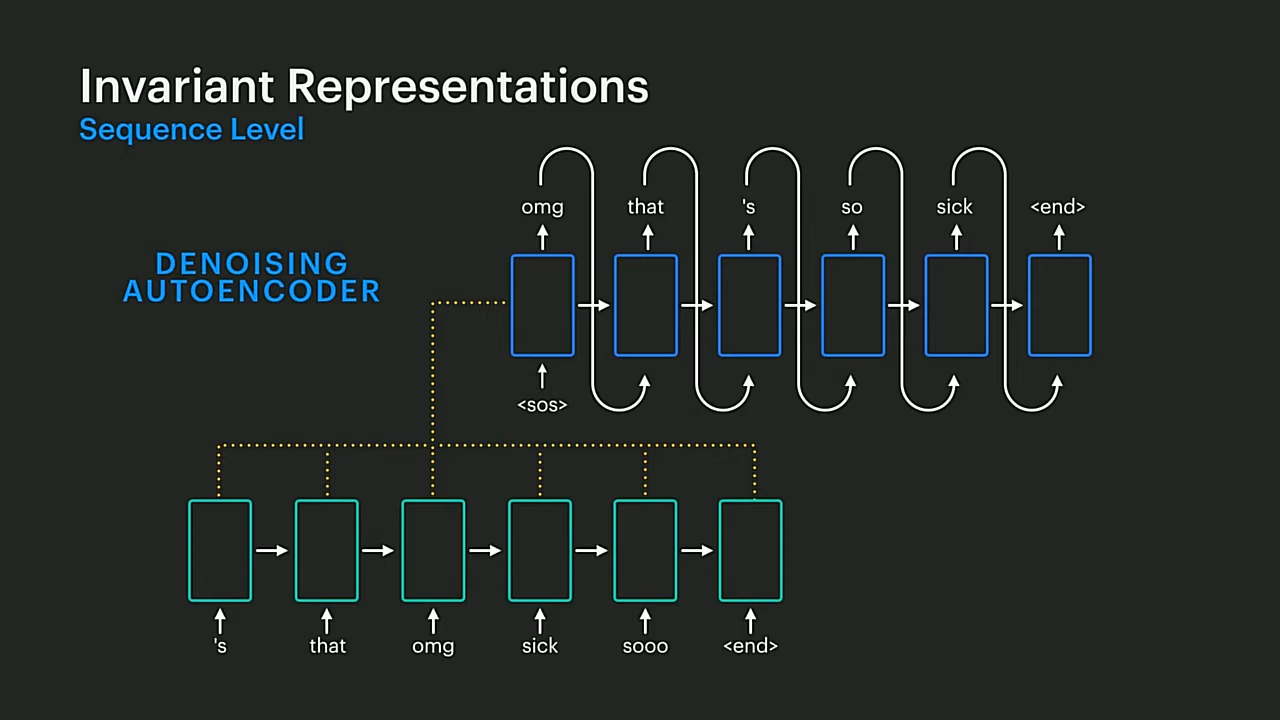 Invariant Representations
Sequence Level
omg that 's so sick <end>
DENOISING
AUTOENCODER
<sos>
's that omg sick sooo <end>